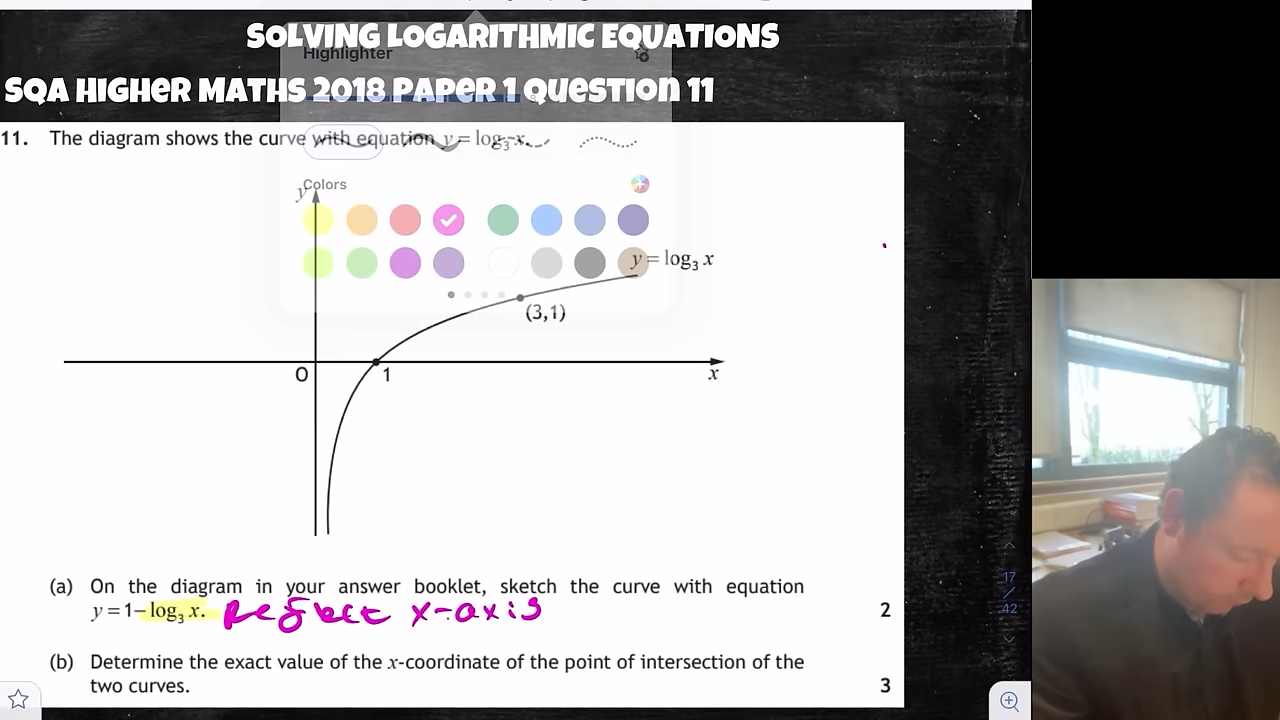 SOLVING LOGARITHMIC EQUATIONS
Highlighter
SQA HIGHER MATHS 2018 PAPER 1 QUESTION 11
11. The diagram shows the curve with equation y = log₃ x.
Colors
y
y = log₃ x
(3,1)
O 1 x
(a) On the diagram in your answer booklet, sketch the curve with equation
y = 1 − log₃ x. Reflect x-axis 2
(b) Determine the exact value of the x-coordinate of the point of intersection of the
two curves. 3
17
/
42